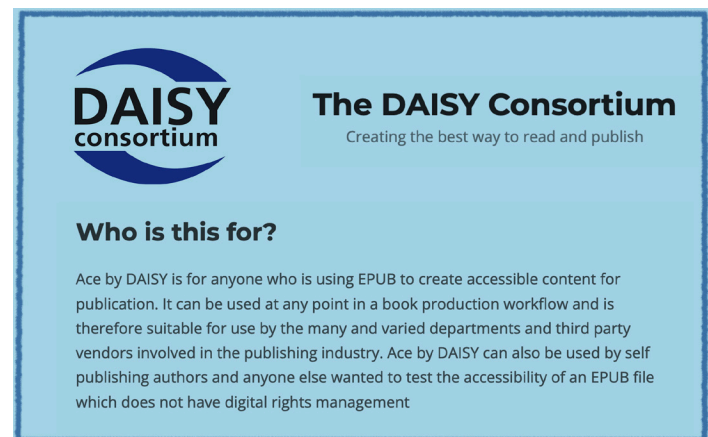 DAISY
consortium
The DAISY Consortium
Creating the best way to read and publish
Who is this for?
Ace by DAISY is for anyone who is using EPUB to create accessible content for
publication. It can be used at any point in a book production workflow and is
therefore suitable for use by the many and varied departments and third party
vendors involved in the publishing industry. Ace by DAISY can also be used by self
publishing authors and anyone else wanted to test the accessibility of an EPUB file
which does not have digital rights management